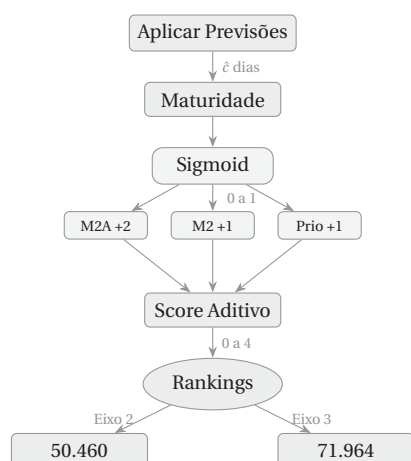 Aplicar Previsões
ĉ dias
Maturidade
Sigmoid
0 a 1
M2A +2
M2 +1
Prio +1
Score Aditivo
0 a 4
Rankings
Eixo 2
Eixo 3
50.460
71.964